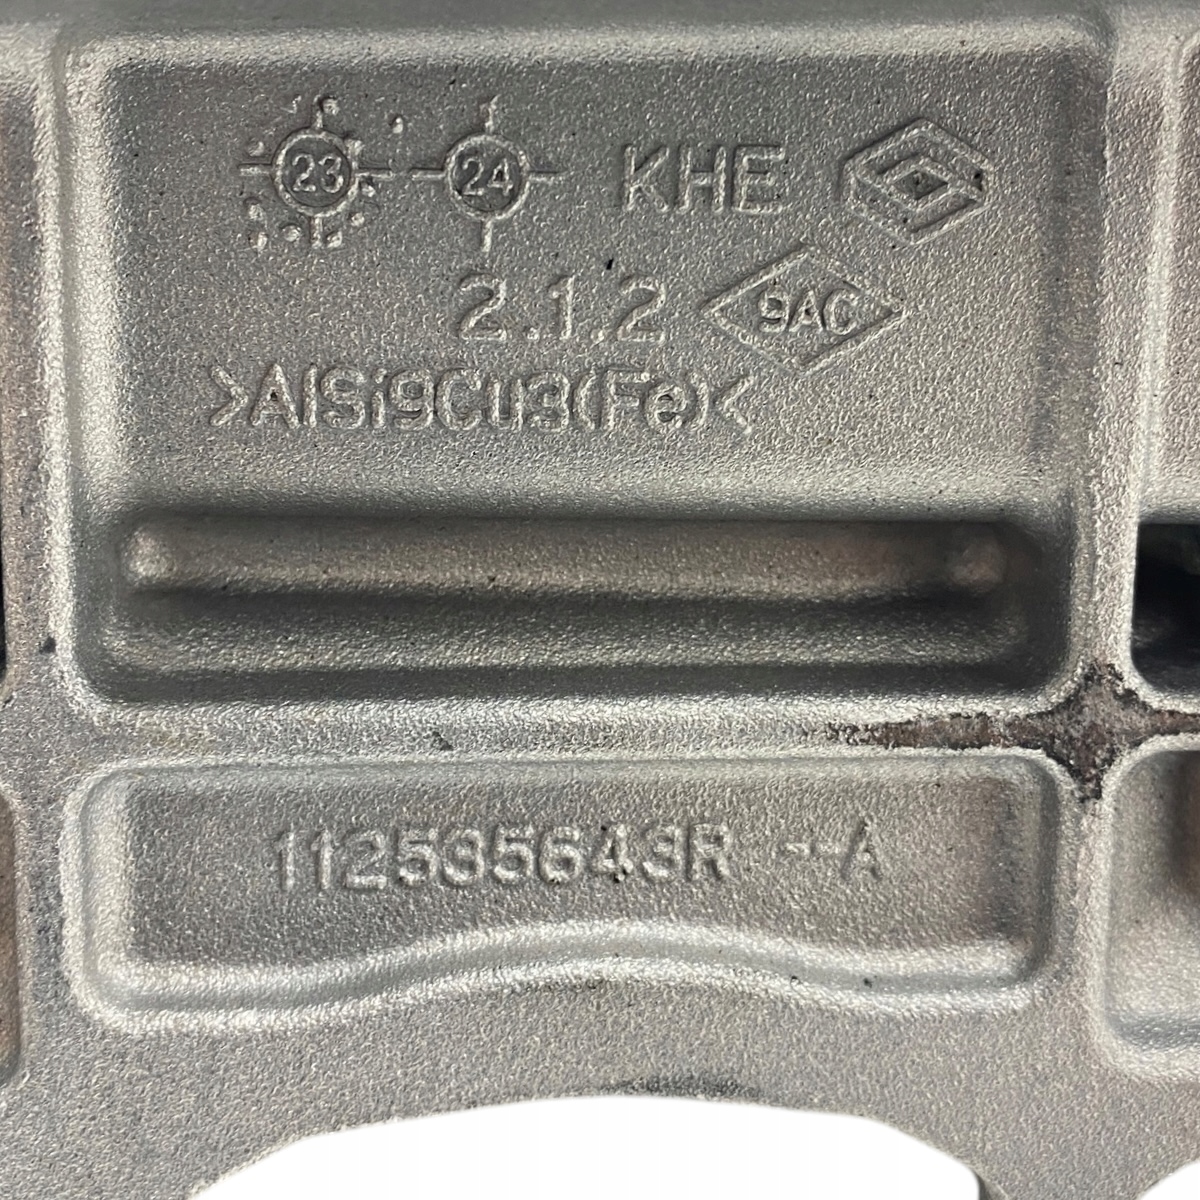 23 24 KHE
2.1.2 9AC
>AlSi9Cu3(Fe)<
112535643R --A